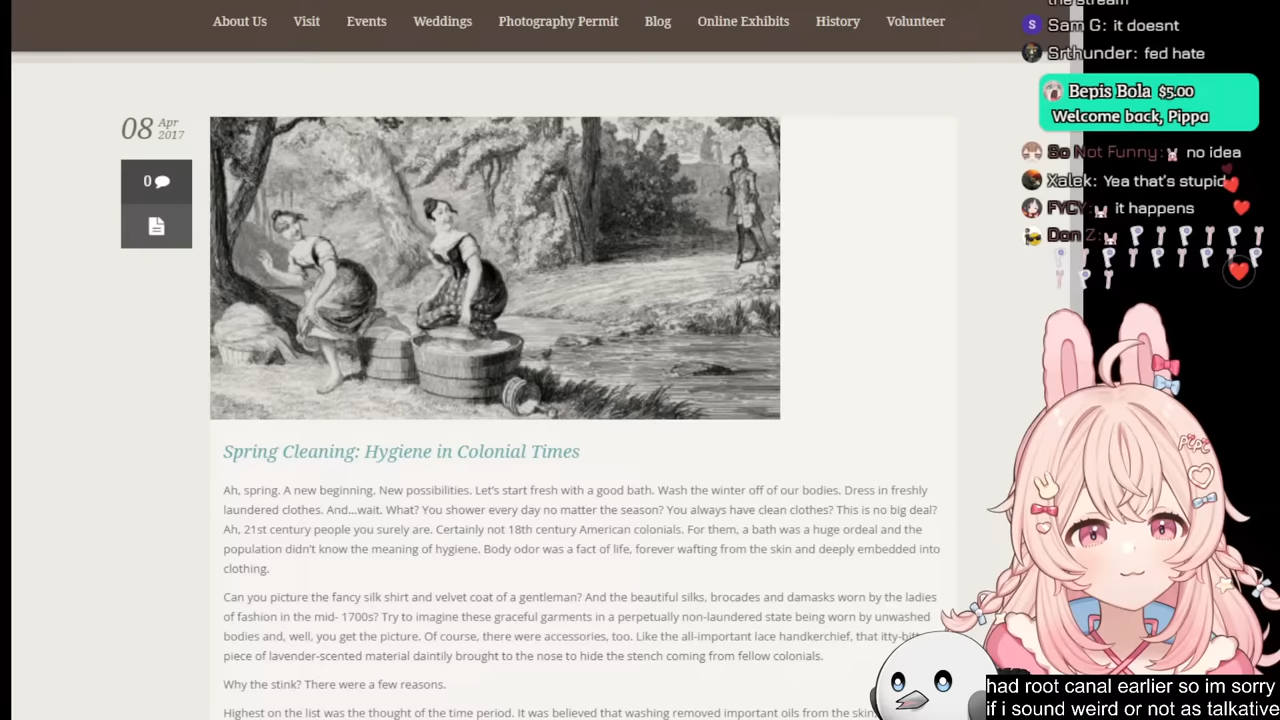 About Us Visit Events Weddings Photography Permit Blog Online Exhibits History Volunteer
the stream
S Sam G: it doesnt
Srthunder: fed hate
Bepis Bola $5.00
Welcome back, Pippa
So Not Funny: no idea
Xalek: Yea that's stupid
FYCY: it happens
Don Z:
08 Apr
2017
0
Spring Cleaning: Hygiene in Colonial Times
Ah, spring. A new beginning. New possibilities. Let's start fresh with a good bath. Wash the winter off of our bodies. Dress in freshly
laundered clothes. And...wait. What? You shower every day no matter the season? You always have clean clothes? This is no big deal?
Ah, 21st century people you surely are. Certainly not 18th century American colonials. For them, a bath was a huge ordeal and the
population didn't know the meaning of hygiene. Body odor was a fact of life, forever wafting from the skin and deeply embedded into
clothing.
Can you picture the fancy silk shirt and velvet coat of a gentleman? And the beautiful silks, brocades and damasks worn by the ladies
of fashion in the mid- 1700s? Try to imagine these graceful garments in a perpetually non-laundered state being worn by unwashed
bodies and, well, you get the picture. Of course, there were accessories, too. Like the all-important lace handkerchief, that
piece of lavender-scented material daintily brought to the nose to hide the stench coming from fellow colonials.
Why the stink? There were a few reasons.
Highest on the list was the thought of the time period. It was believed that washing removed important oils from the skin
PiPi
had root canal earlier so im sorry
if i sound weird or not as talkative